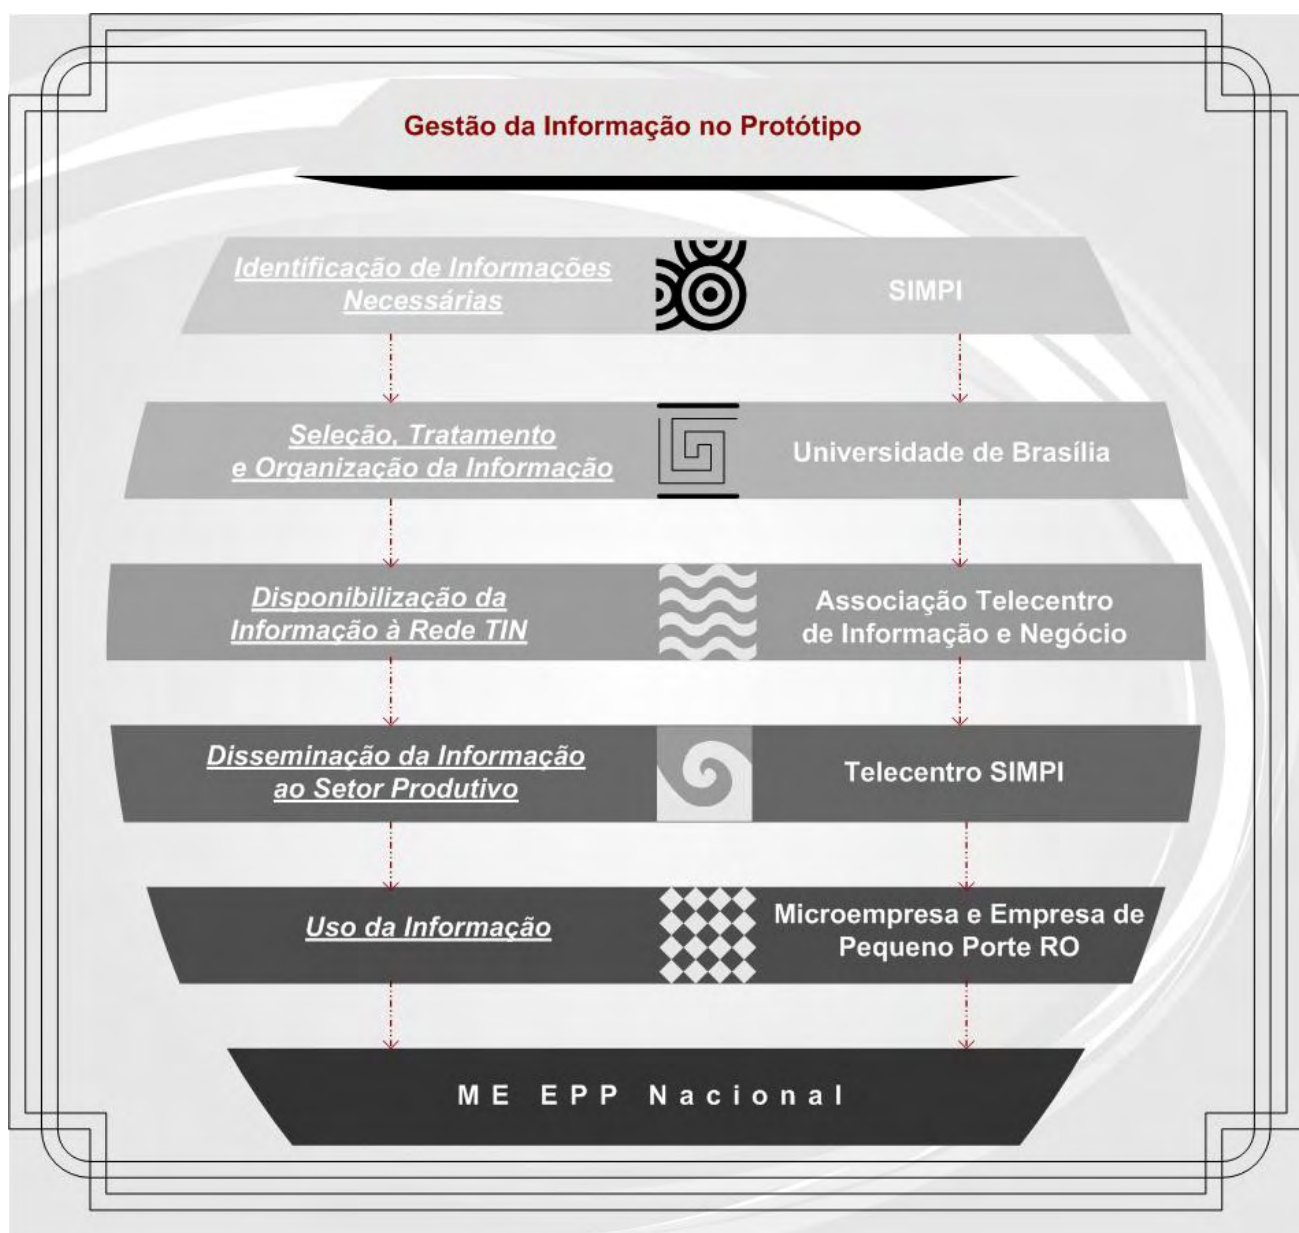 Gestão da Informação no Protótipo
Identificação de Informações
Necessárias
SIMPI
Seleção, Tratamento
e Organização da Informação
Universidade de Brasília
Disponibilização da
Informação à Rede TIN
Associação Telecentro
de Informação e Negócio
Disseminação da Informação
ao Setor Produtivo
Telecentro SIMPI
Uso da Informação
Microempresa e Empresa de
Pequeno Porte RO
ME EPP Nacional